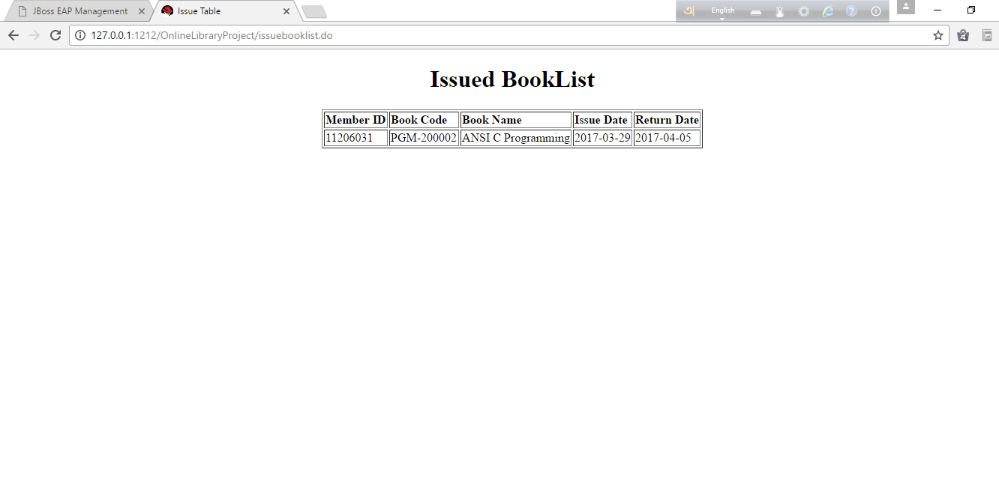 JBoss EAP Management
Issue Table
English
127.0.0.1:1212/OnlineLibraryProject/issuebooklist.do
Issued BookList
Member ID Book Code Book Name Issue Date Return Date
11206031 PGM-200002 ANSI C Programming 2017-03-29 2017-04-05